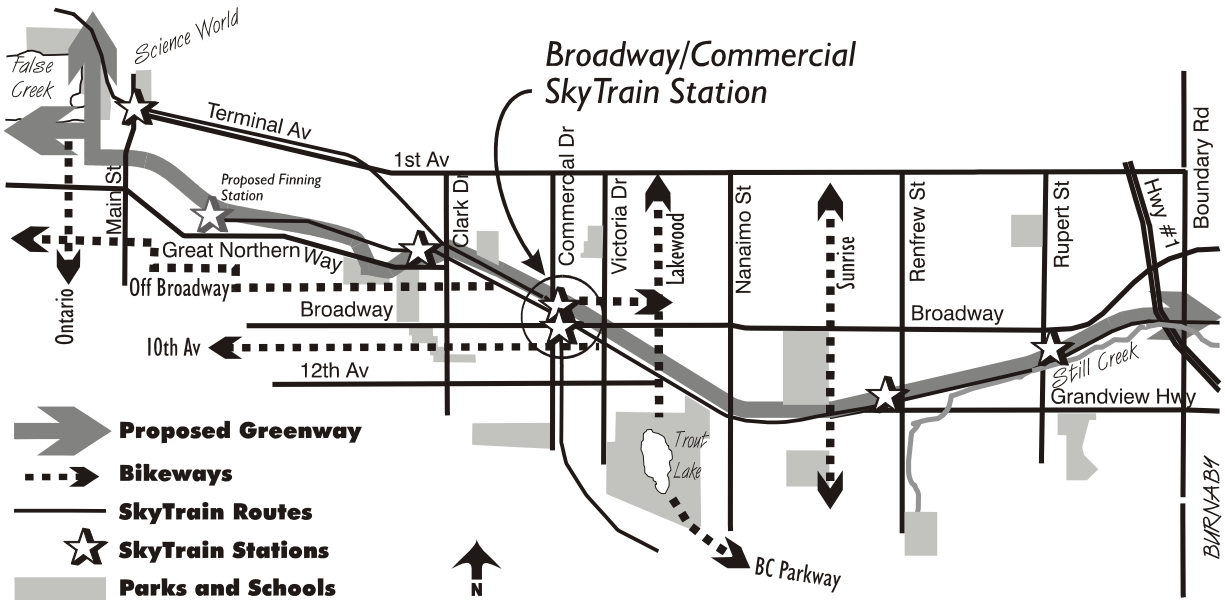 Science World
False
Creek
Broadway/Commercial
SkyTrain Station
Terminal Av
1st Av
Proposed Finning
Station
Main St
Clark Dr
Commercial Dr
Victoria Dr
Lakewood
Nanaimo St
Sunrise
Renfrew St
Rupert St
Hwy #1
Boundary Rd
Great Northern Way
Off Broadway
Ontario
Broadway
Broadway
10th Av
12th Av
Still Creek
Grandview Hwy
Trout
Lake
BC Parkway
BURNABY
Proposed Greenway
Bikeways
SkyTrain Routes
SkyTrain Stations
Parks and Schools
N